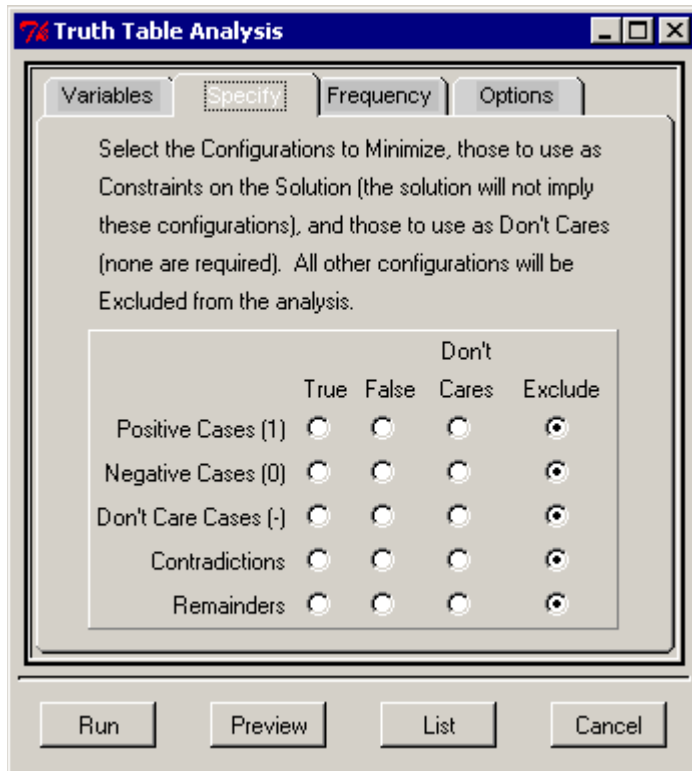 Truth Table Analysis
Variables Specify Frequency Options
Select the Configurations to Minimize, those to use as
Constraints on the Solution (the solution will not imply
these configurations), and those to use as Don't Cares
(none are required). All other configurations will be
Excluded from the analysis.
Don't
True False Cares Exclude
Positive Cases (1)
Negative Cases (0)
Don't Care Cases (-)
Contradictions
Remainders
Run Preview List Cancel